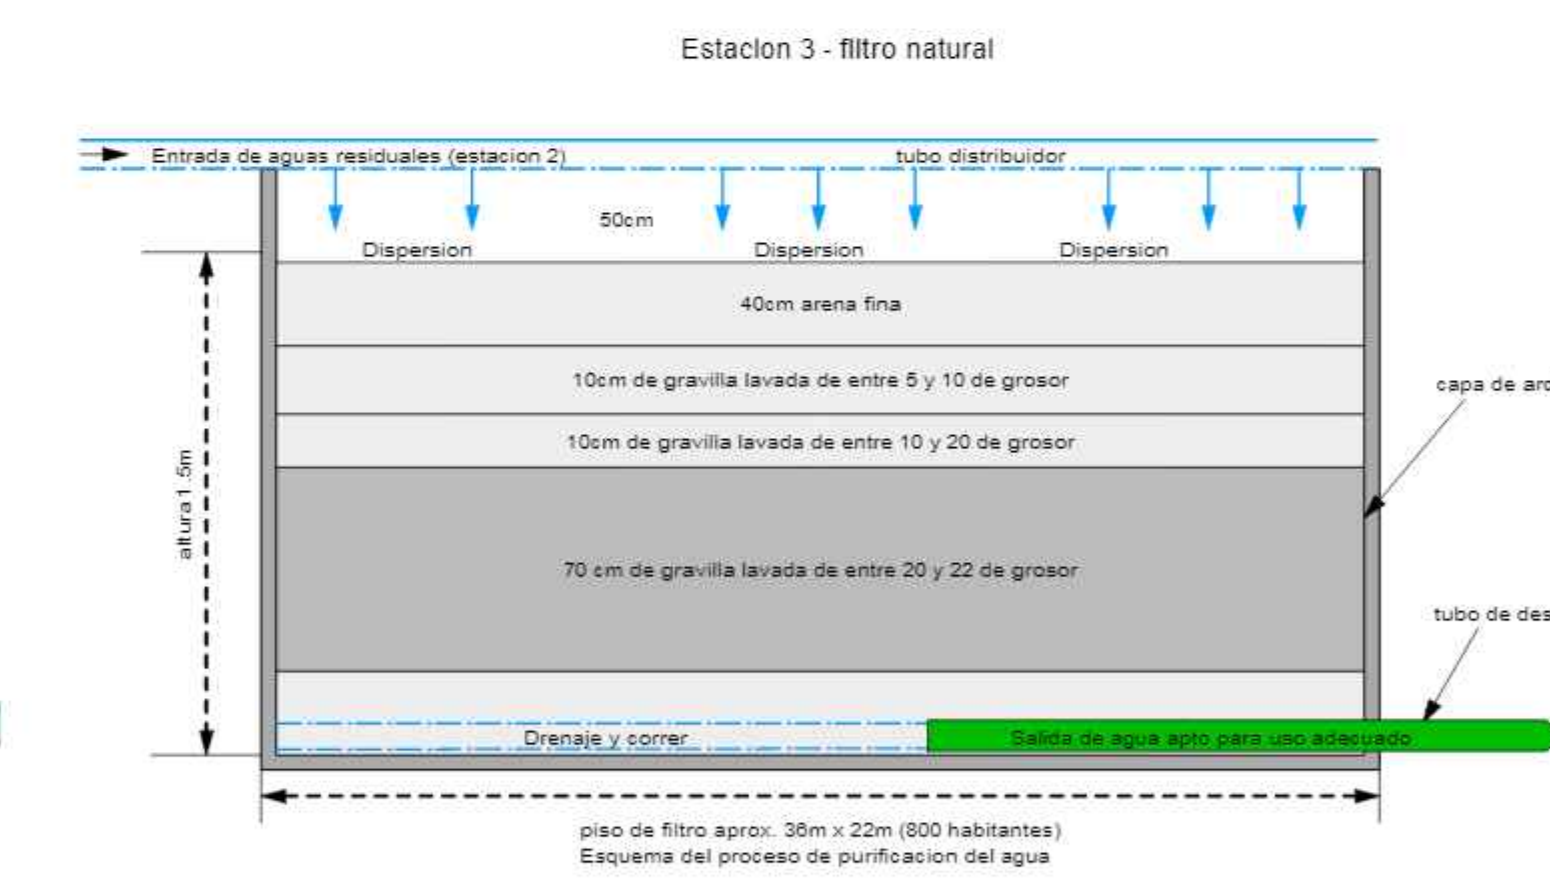 Estacion 3 - filtro natural
Entrada de aguas residuales (estacion 2)
tubo distribuidor
50cm
Dispersion
Dispersion
Dispersion
40cm arena fina
10cm de gravilla lavada de entre 5 y 10 de grosor
capa de arc
10cm de gravilla lavada de entre 10 y 20 de grosor
altura1.5m
70 cm de gravilla lavada de entre 20 y 22 de grosor
tubo de des
Drenaje y correr
Salida de agua apto para uso adecuado
piso de filtro aprox. 36m x 22m (800 habitantes)
Esquema del proceso de purificacion del agua